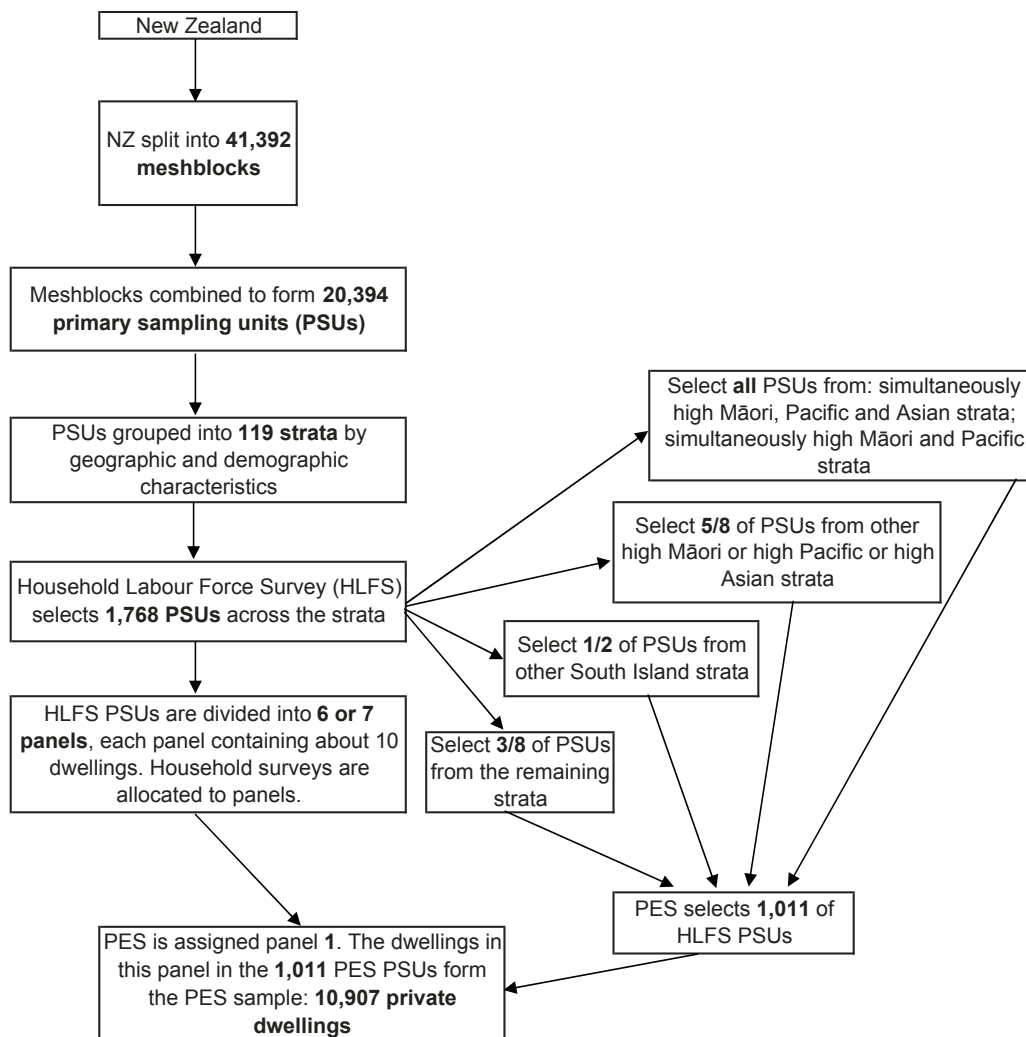 New Zealand
NZ split into 41,392
meshblocks
Meshblocks combined to form 20,394
primary sampling units (PSUs)
PSUs grouped into 119 strata by
geographic and demographic
characteristics
Household Labour Force Survey (HLFS)
selects 1,768 PSUs across the strata
HLFS PSUs are divided into 6 or 7
panels, each panel containing about 10
dwellings. Household surveys are
allocated to panels.
Select all PSUs from: simultaneously
high Māori, Pacific and Asian strata;
simultaneously high Māori and Pacific
strata
Select 5/8 of PSUs from other
high Māori or high Pacific or high
Asian strata
Select 1/2 of PSUs from
other South Island strata
Select 3/8 of PSUs
from the remaining
strata
PES selects 1,011 of
HLFS PSUs
PES is assigned panel 1. The dwellings in
this panel in the 1,011 PES PSUs form
the PES sample: 10,907 private
dwellings